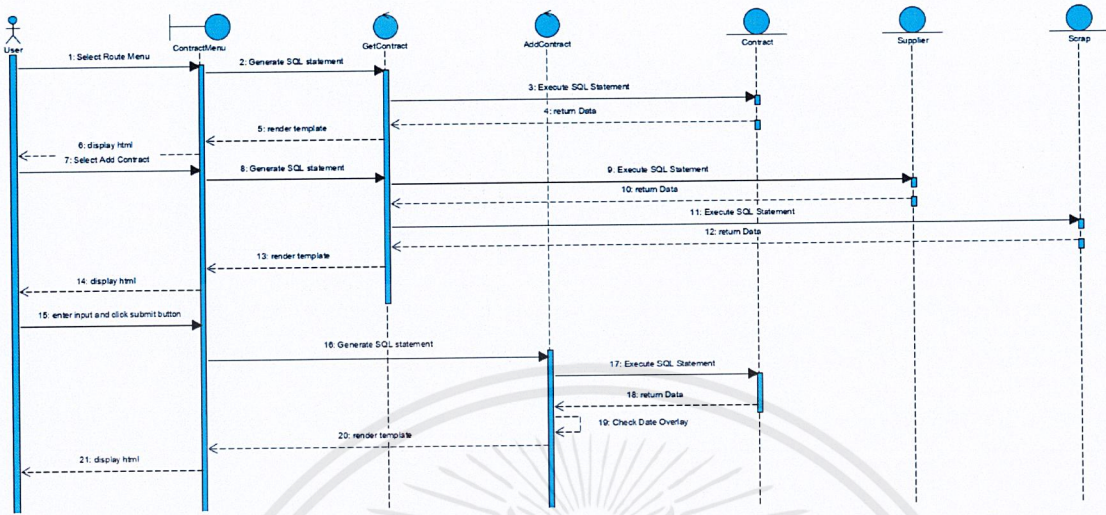 User
ContractMenu
GetContract
AddContract
Contract
Supplier
Scrap
1: Select Route Menu
2: Generate SQL statement
3: Execute SQL Statement
4: return Data
5: render template
6: display html
7: Select Add Contract
8: Generate SQL statement
9: Execute SQL Statement
10: return Data
11: Execute SQL Statement
12: return Data
13: render template
14: display html
15: enter input and click submit button
16: Generate SQL statement
17: Execute SQL Statement
18: return Data
19: Check Date Overlay
20: render template
21: display html